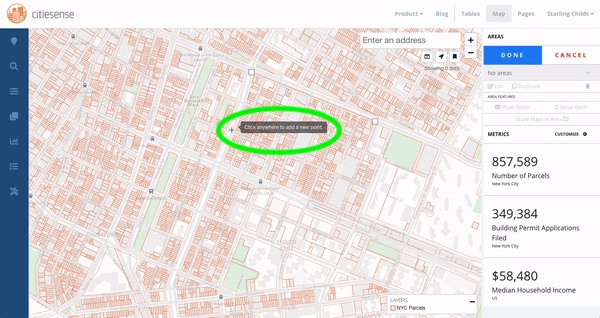 citiesense
Product
Blog
Tables
Map
Pages
Starling Childs
Enter an address
Showing 0 dots
Click anywhere to add a new point.
LAYERS
NYC Parcels
AREAS
DONE
CANCEL
No areas
Edit
Duplicate
AREA FEATURES
Show Tables
Setup Alerts
Share Maps of Area
METRICS
CUSTOMIZE
857,589
Number of Parcels
New York City
349,384
Building Permit Applications
Filed
New York City
$58,480
Median Household Income
US